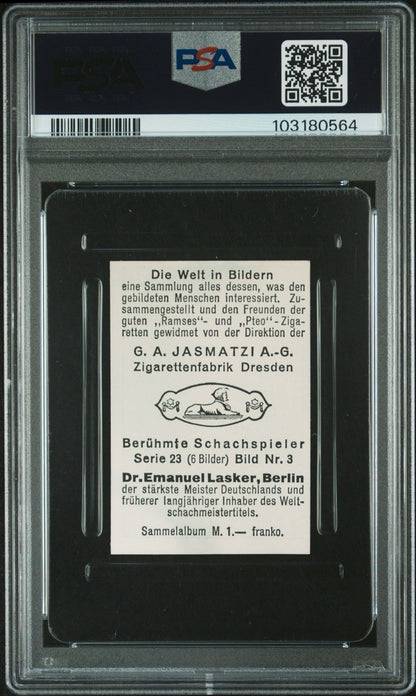 PSA
PSA
103180564
Die Welt in Bildern
eine Sammlung alles dessen, was den
gebildeten Menschen interessiert. Zu-
sammengestellt und den Freunden der
guten „Ramses"- und „Pteo"-Ziga-
retten gewidmet von der Direktion der
G. A. JASMATZI A.-G.
Zigarettenfabrik Dresden
Berühmte Schachspieler
Serie 23 (6 Bilder) Bild Nr. 3
Dr. Emanuel Lasker, Berlin
der stärkste Meister Deutschlands und
früherer langjähriger Inhaber des Welt-
schachmeistertitels.
Sammelalbum M. 1.— franko.